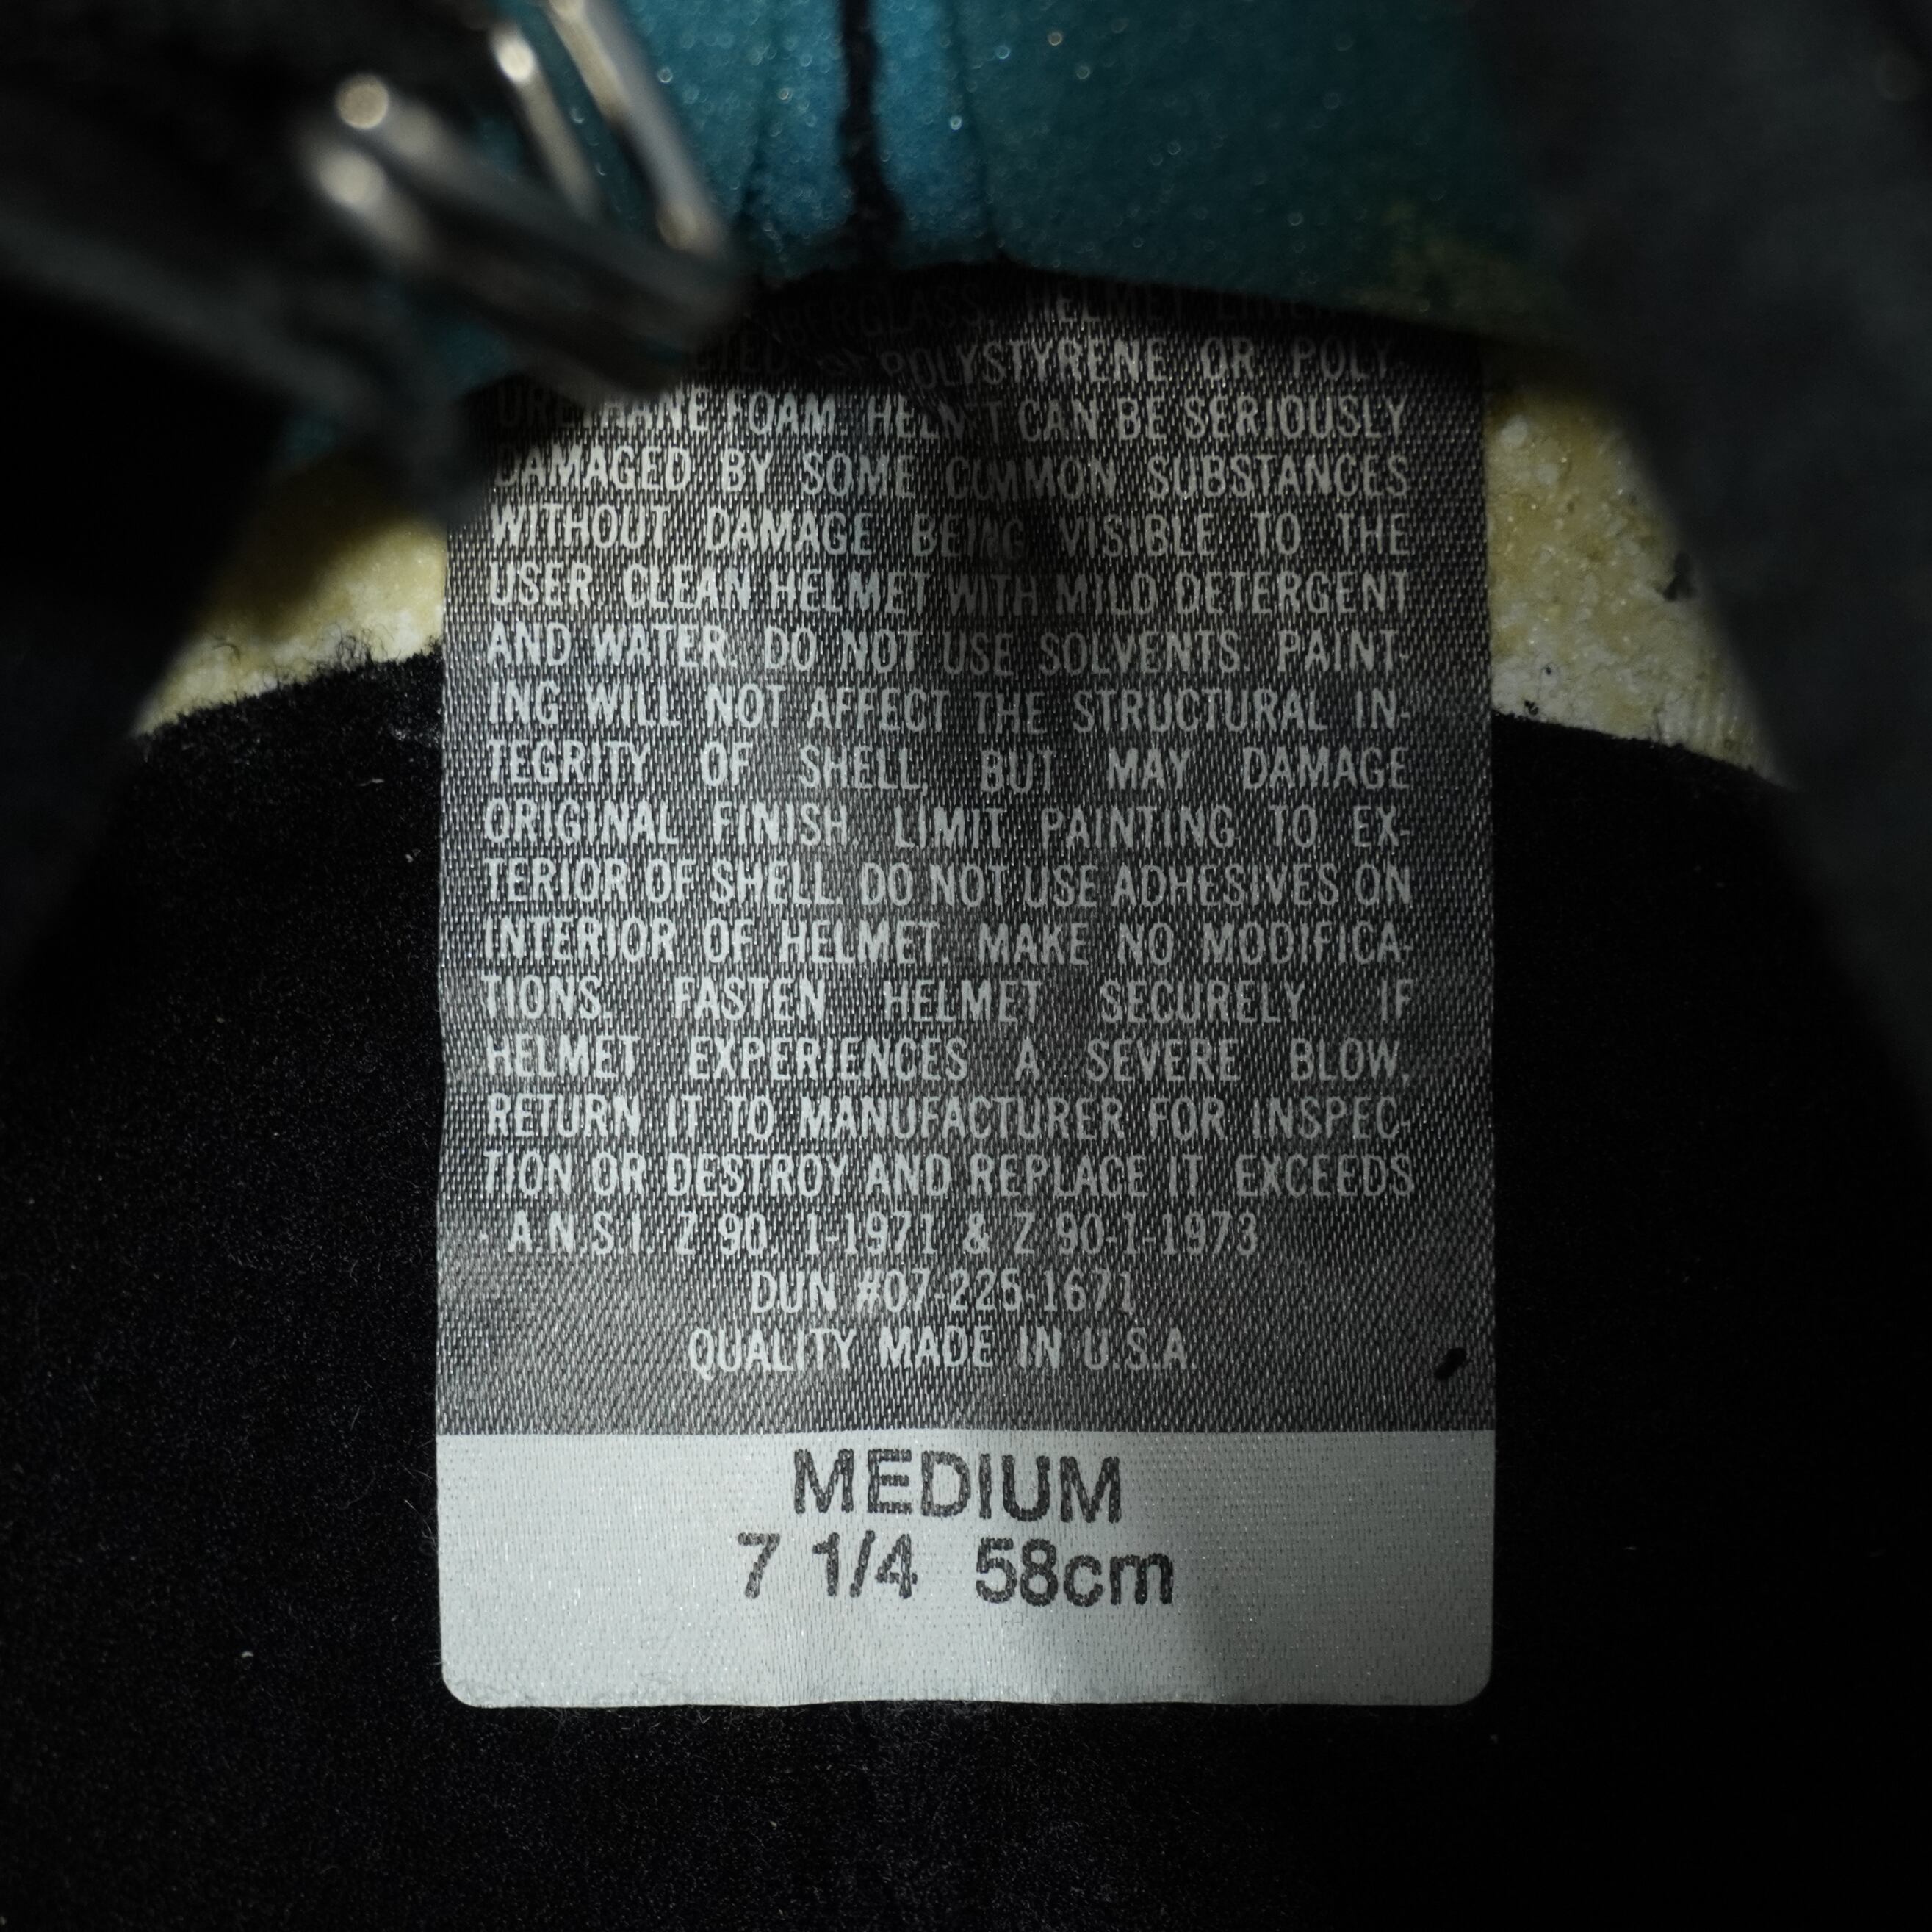 FIBERGLASS. HELMET
POLYSTYRENE OR POLY-
URETHANE FOAM. HELMET CAN BE SERIOUSLY
DAMAGED BY SOME COMMON SUBSTANCES
WITHOUT DAMAGE BEING VISIBLE TO THE
USER. CLEAN HELMET WITH MILD DETERGENT
AND WATER. DO NOT USE SOLVENTS. PAINT-
ING WILL NOT AFFECT THE STRUCTURAL IN-
TEGRITY OF SHELL, BUT MAY DAMAGE
ORIGINAL FINISH. LIMIT PAINTING TO EX-
TERIOR OF SHELL. DO NOT USE ADHESIVES ON
INTERIOR OF HELMET. MAKE NO MODIFICA-
TIONS. FASTEN HELMET SECURELY. IF
HELMET EXPERIENCES A SEVERE BLOW,
RETURN IT TO MANUFACTURER FOR INSPEC-
TION OR DESTROY AND REPLACE IT. EXCEEDS
A.N.S.I. Z 90. 1-1971 & Z 90-1-1973
DUN #07-225-1671
QUALITY MADE IN U.S.A.
MEDIUM
7 1/4 58cm